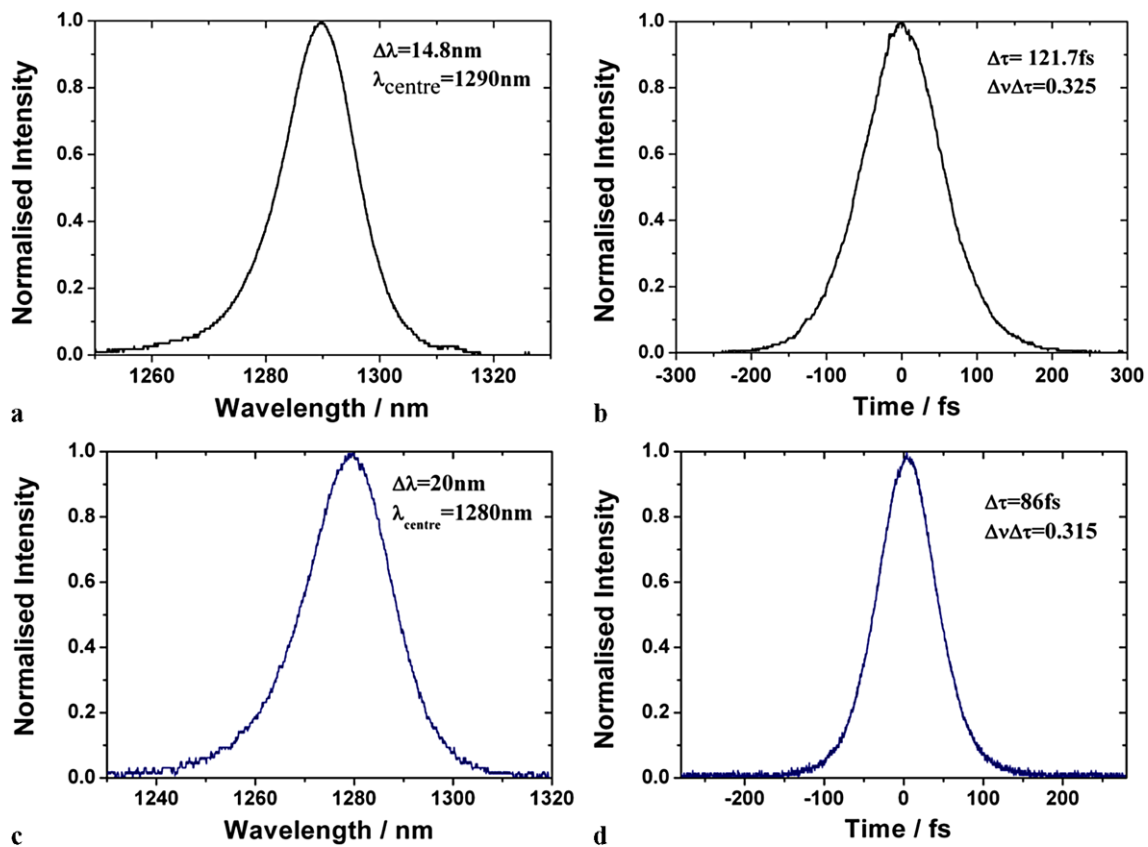 1.0
0.8
0.6
0.4
0.2
0.0
Normalised Intensity
Δλ=14.8nm
λcentre=1290nm
1260 1280 1300 1320
Wavelength / nm
a
1.0
0.8
0.6
0.4
0.2
0.0
Normalised Intensity
Δτ= 121.7fs
ΔνΔτ=0.325
-300 -200 -100 0 100 200 300
Time / fs
b
1.0
0.8
0.6
0.4
0.2
0.0
Normalised Intensity
Δλ=20nm
λcentre=1280nm
1240 1260 1280 1300 1320
Wavelength / nm
c
1.0
0.8
0.6
0.4
0.2
0.0
Normalised Intensity
Δτ=86fs
ΔνΔτ=0.315
-200 -100 0 100 200
Time / fs
d